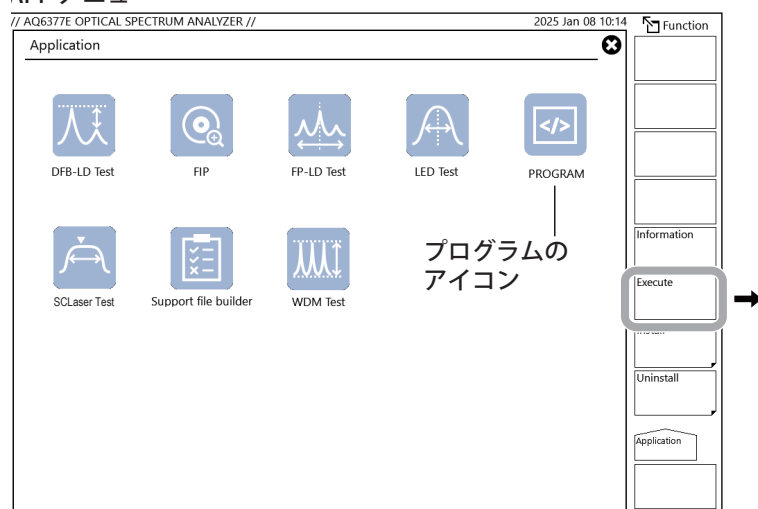 // AQ6377E OPTICAL SPECTRUM ANALYZER //
2025 Jan 08 10:14
Function
Application
DFB-LD Test
FIP
FP-LD Test
LED Test
PROGRAM
Information
プログラムの
アイコン
Execute
SCLaser Test
Support file builder
WDM Test
Uninstall
Application